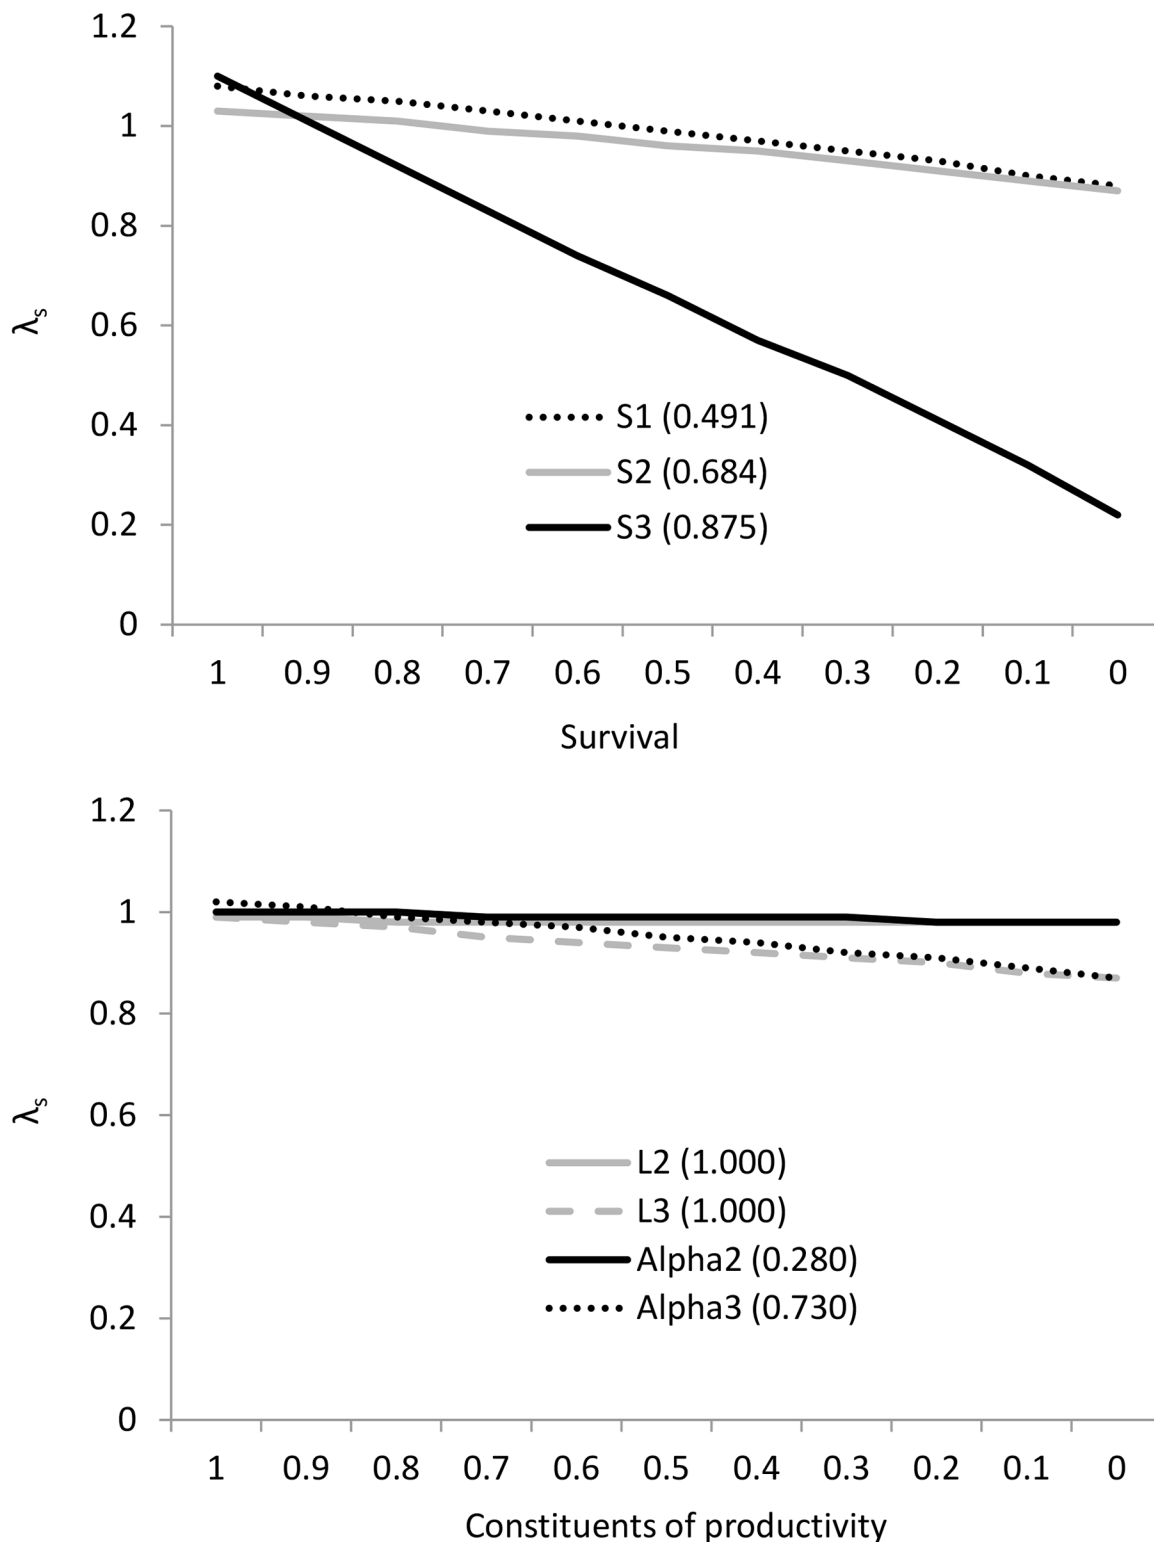 1.2
1
0.8
λs
0.6
0.4
0.2
0
S1 (0.491)
S2 (0.684)
S3 (0.875)
1 0.9 0.8 0.7 0.6 0.5 0.4 0.3 0.2 0.1 0
Survival
1.2
1
0.8
λs
0.6
0.4
0.2
0
L2 (1.000)
L3 (1.000)
Alpha2 (0.280)
Alpha3 (0.730)
1 0.9 0.8 0.7 0.6 0.5 0.4 0.3 0.2 0.1 0
Constituents of productivity